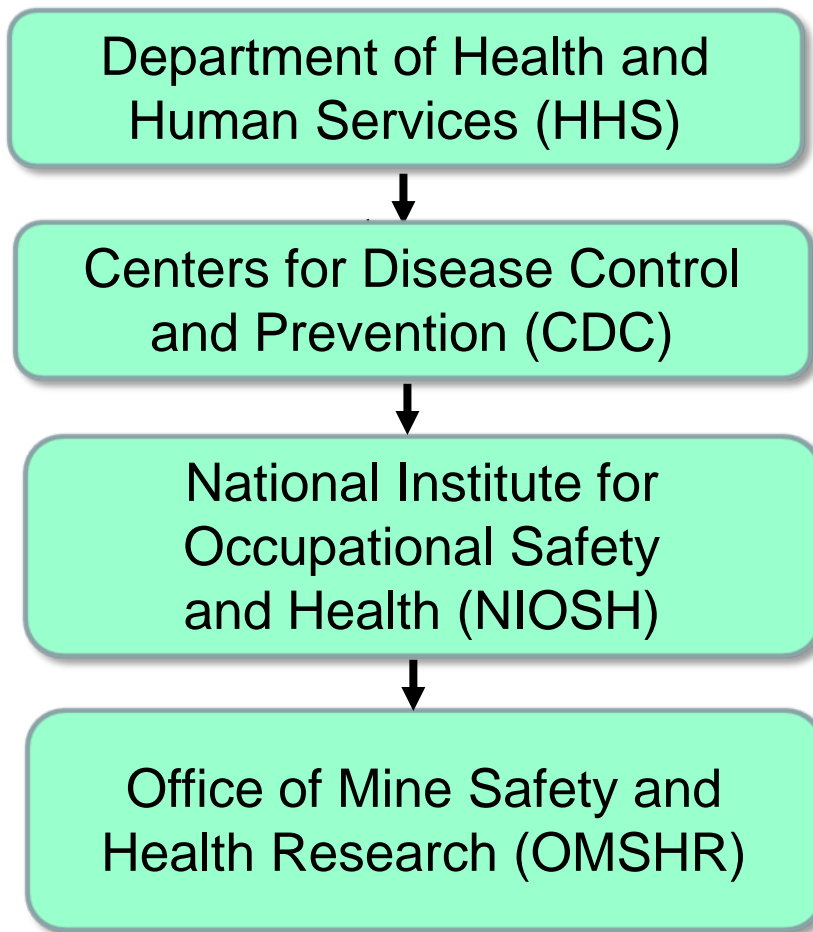 Department of Health and
Human Services (HHS)
Centers for Disease Control
and Prevention (CDC)
National Institute for
Occupational Safety
and Health (NIOSH)
Office of Mine Safety and
Health Research (OMSHR)